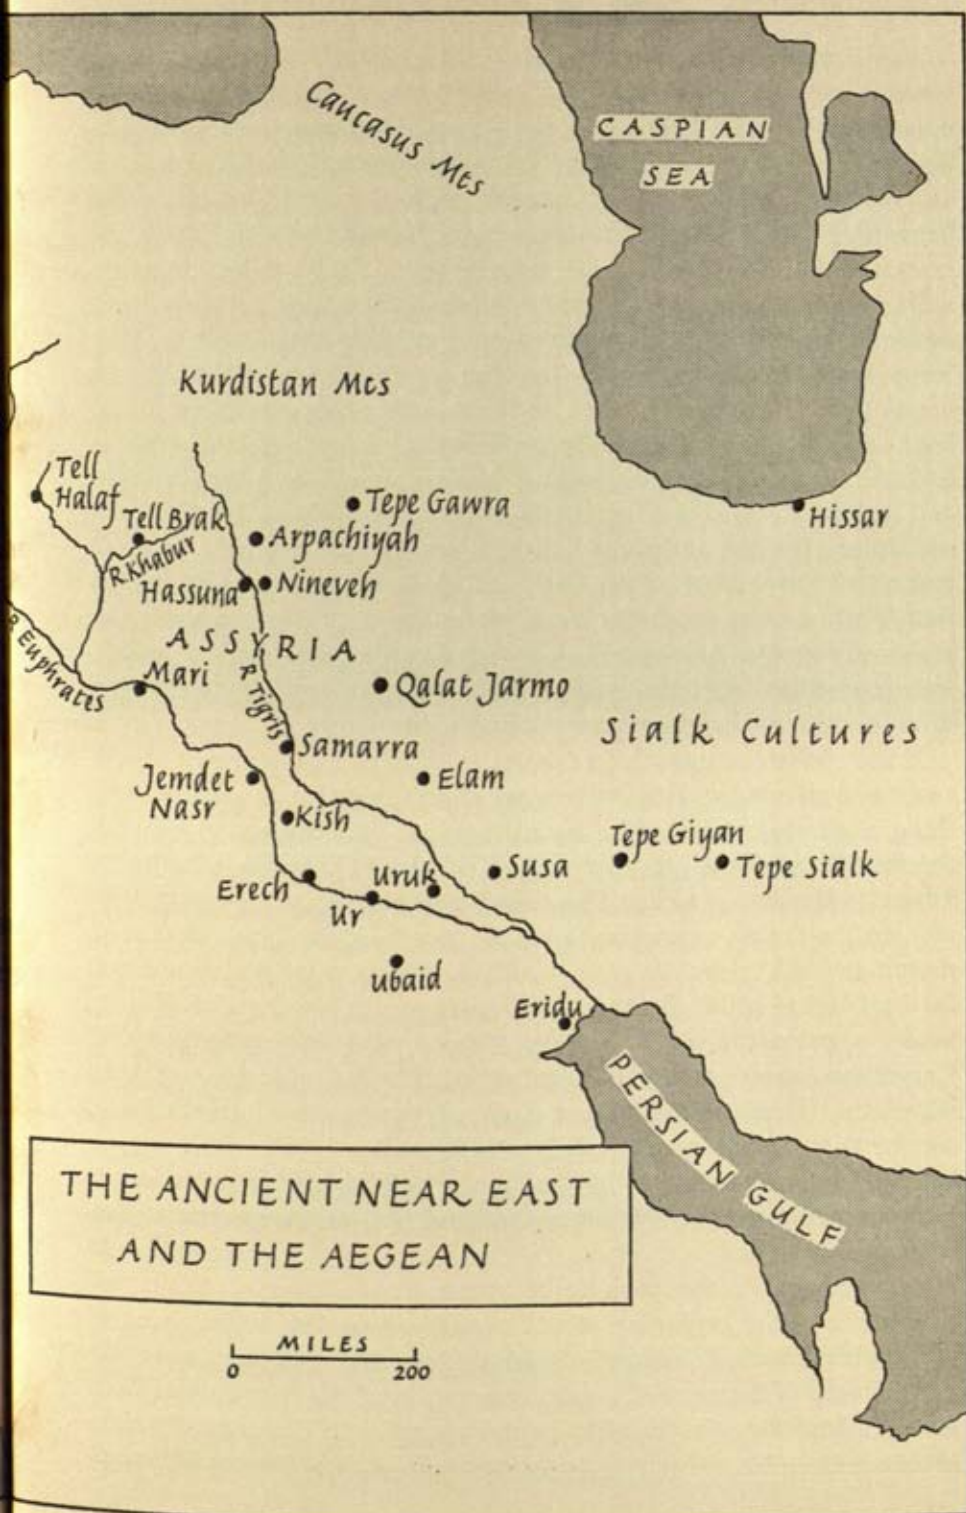 Caucasus Mts
CASPIAN
SEA
Kurdistan Mts
Tell
Halaf
Tell Brak
R. Khabur
Tepe Gawra
Arpachiyah
Hissar
Hassuna
Nineveh
ASSYRIA
R Euphrates
Mari
R Tigris
Qalat Jarmo
Sialk Cultures
Samarra
Jemdet
Nasr
Elam
Kish
Tepe Giyan
Tepe Sialk
Erech
Uruk
Susa
Ur
Ubaid
Eridu
PERSIAN GULF
THE ANCIENT NEAR EAST
AND THE AEGEAN
MILES
0 200